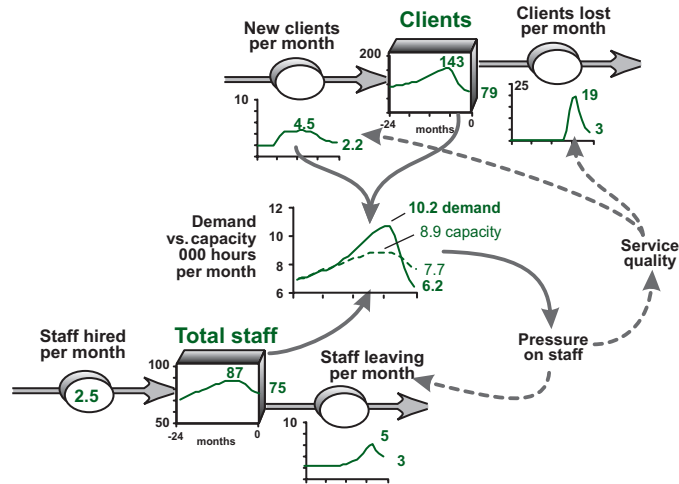 New clients
per month
Clients
Clients lost
per month
200
143
79
-24
months
0
10
4.5
2.2
25
19
3
Demand
vs. capacity
000 hours
per month
12
10
8
6
10.2 demand
8.9 capacity
7.7
6.2
Service
quality
Pressure
on staff
Staff hired
per month
2.5
Total staff
100
50
87
75
-24
months
0
Staff leaving
per month
10
5
3